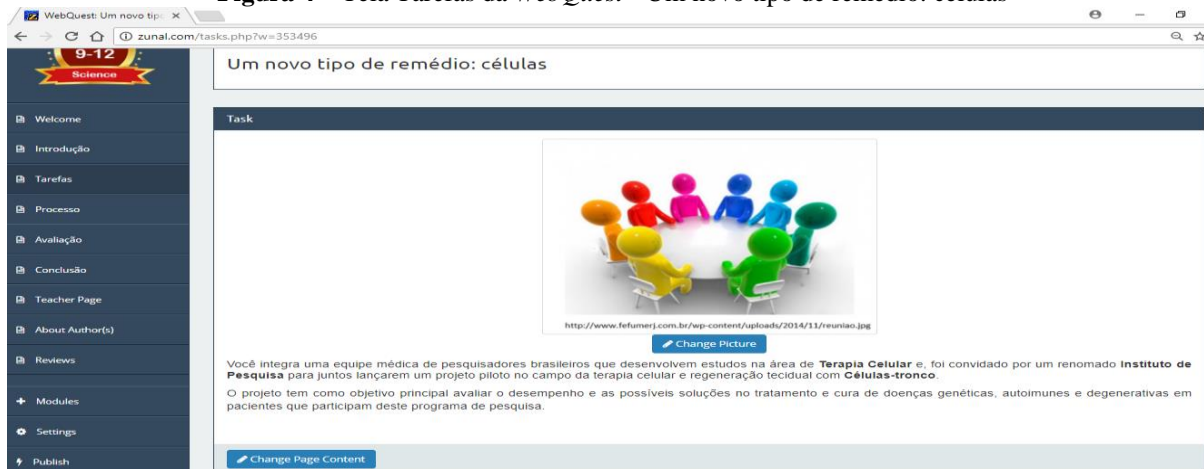 Figura 4 – Tela Tarefas da WebQuest: "Um novo tipo de remédio: células"
WebQuest: Um novo tip
zunal.com/tasks.php?w=353496
9-12
Science
Um novo tipo de remédio: células
Welcome
Introdução
Tarefas
Processo
Avaliação
Conclusão
Teacher Page
About Author(s)
Reviews
Modules
Settings
Publish
Task
http://www.fefumerj.com.br/wp-content/uploads/2014/11/reuniao.jpg
Change Picture
Você integra uma equipe médica de pesquisadores brasileiros que desenvolvem estudos na área de Terapia Celular e, foi convidado por um renomado Instituto de
Pesquisa para juntos lançarem um projeto piloto no campo da terapia celular e regeneração tecidual com Células-tronco.
O projeto tem como objetivo principal avaliar o desempenho e as possíveis soluções no tratamento e cura de doenças genéticas, autoimunes e degenerativas em
pacientes que participam deste programa de pesquisa.
Change Page Content